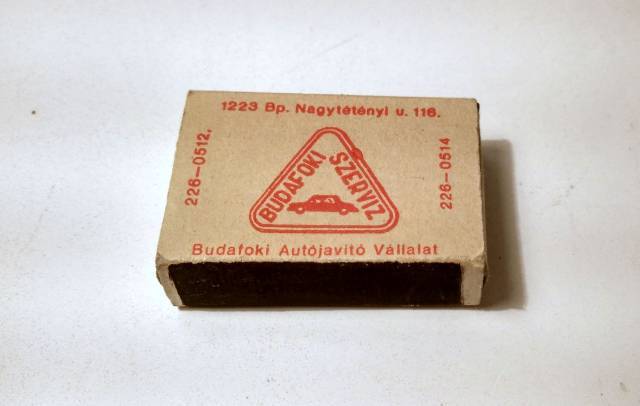 1223 Bp. Nagytétényi u. 116.
226-0512.
BUDAFOKI
SZERVIZ
226-0514
Budafoki Autójavító Vállalat